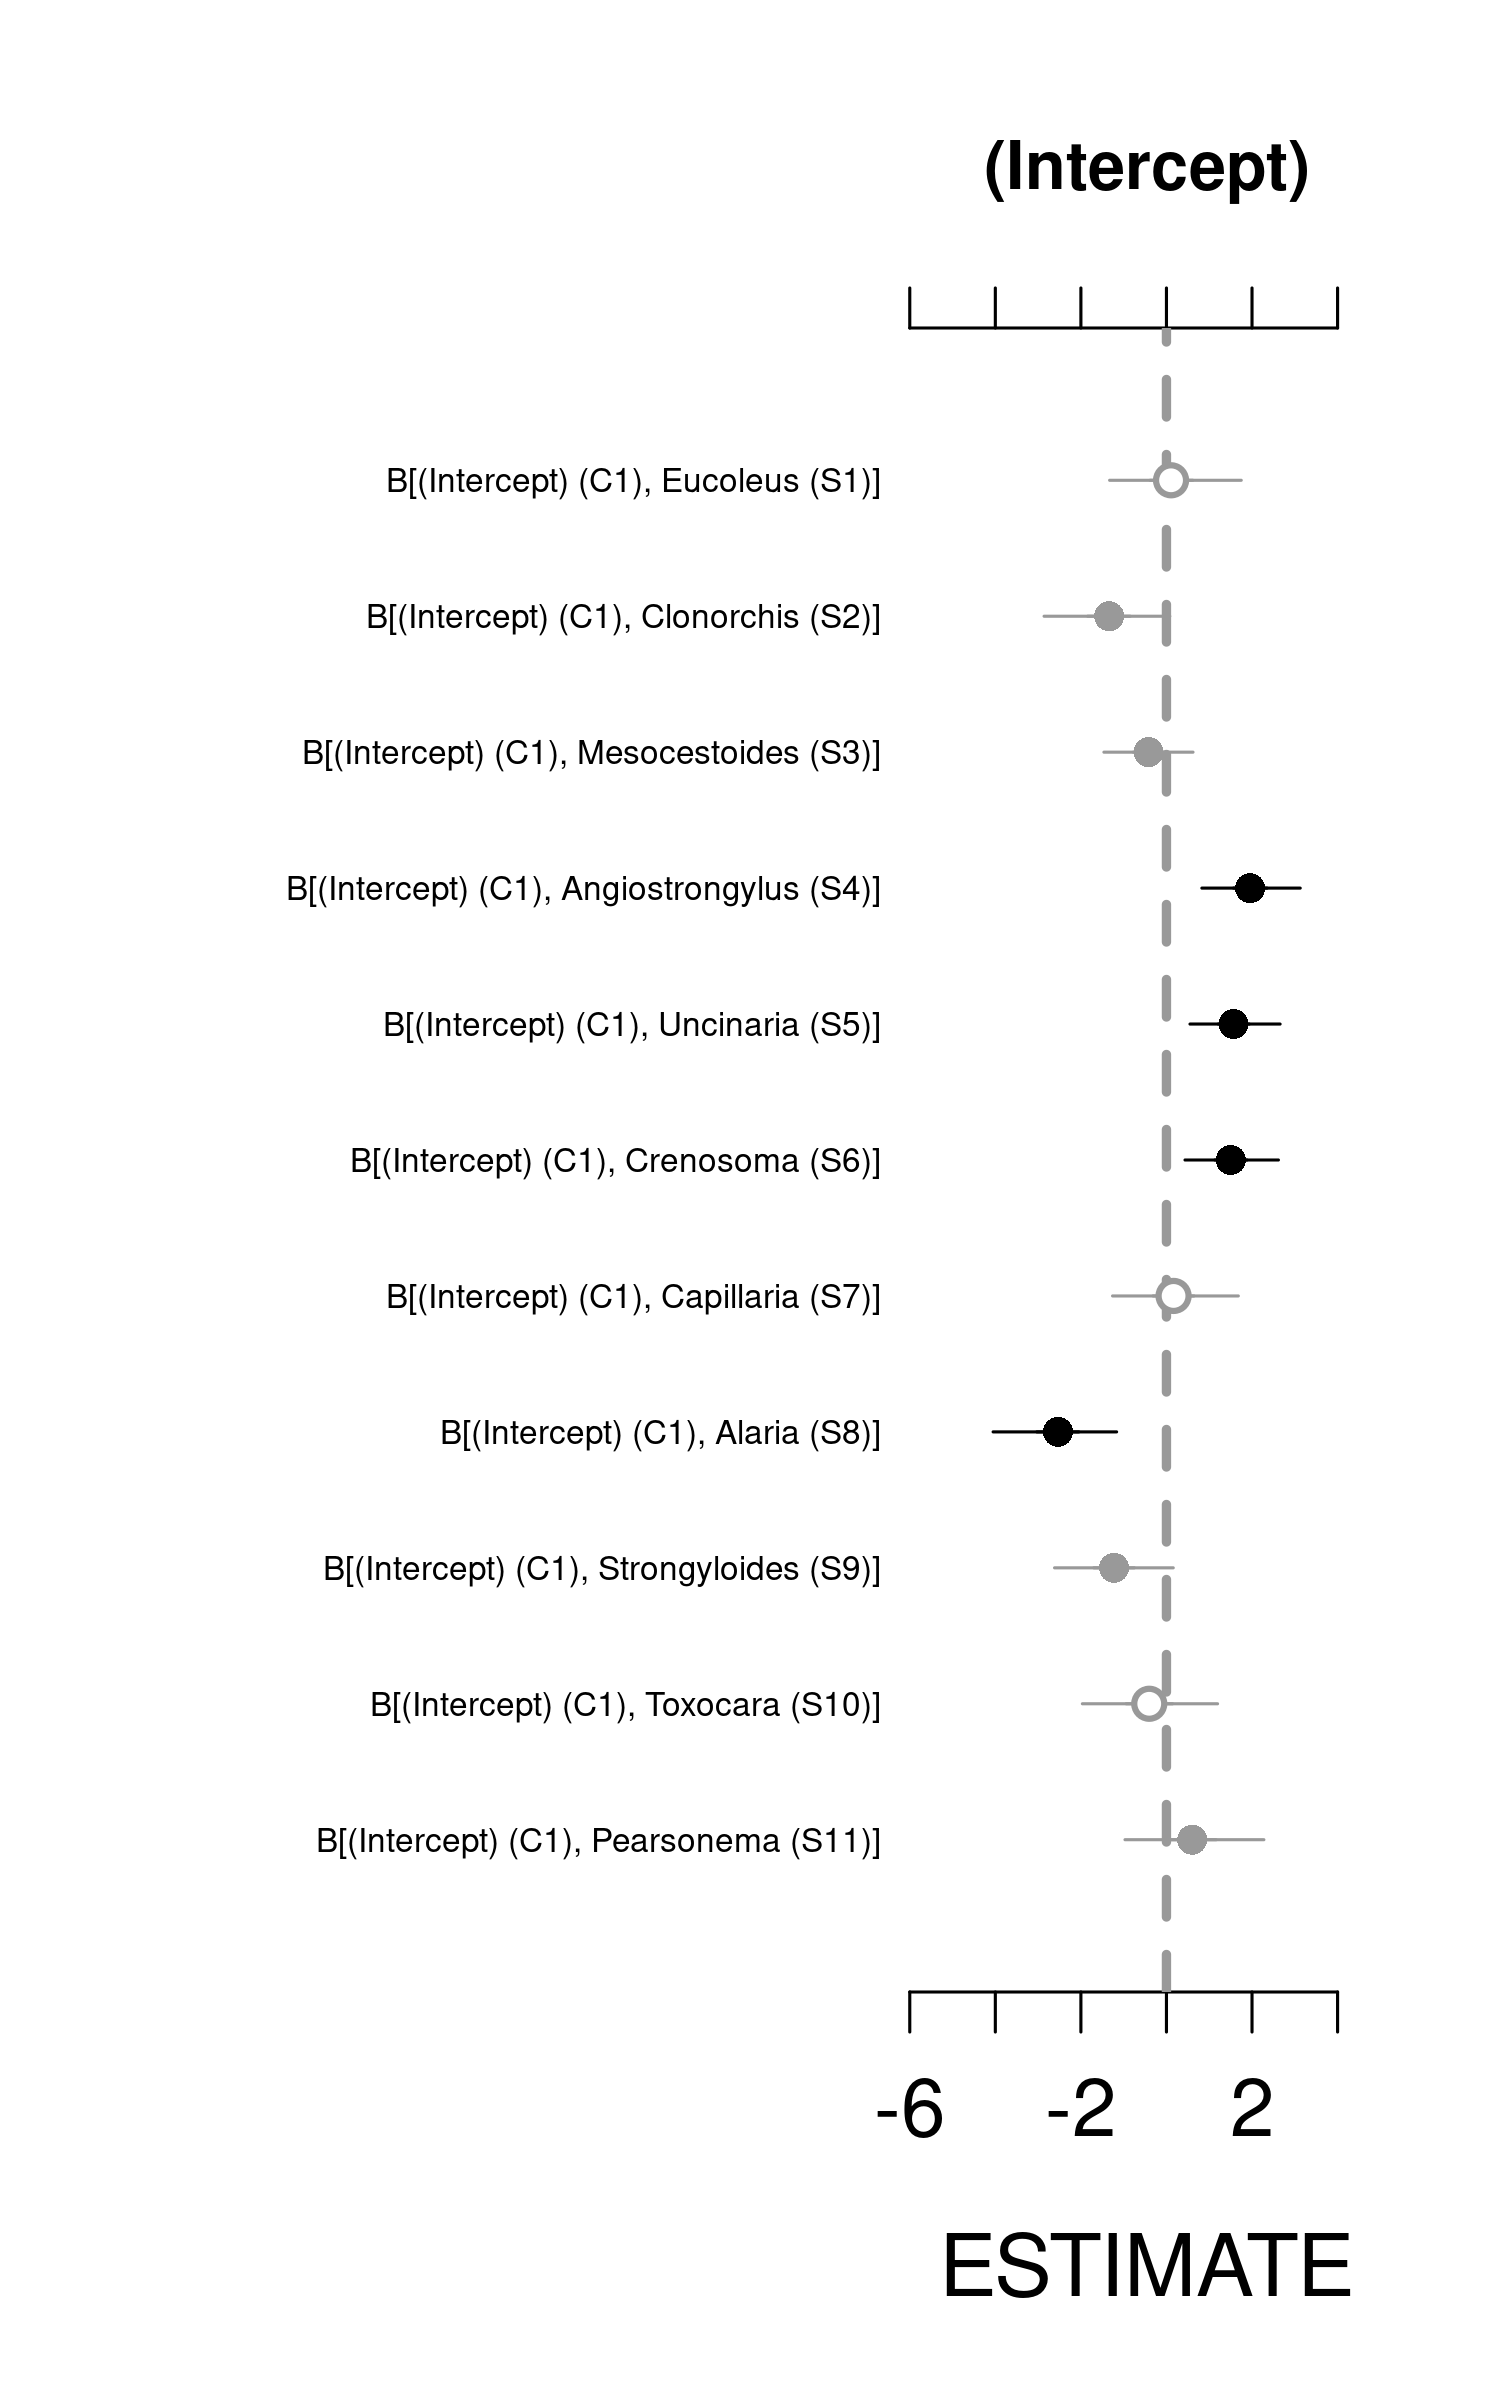 (Intercept)
B[(Intercept) (C1), Eucoleus (S1)]
B[(Intercept) (C1), Clonorchis (S2)]
B[(Intercept) (C1), Mesocestoides (S3)]
B[(Intercept) (C1), Angiostrongylus (S4)]
B[(Intercept) (C1), Uncinaria (S5)]
B[(Intercept) (C1), Crenosoma (S6)]
B[(Intercept) (C1), Capillaria (S7)]
B[(Intercept) (C1), Alaria (S8)]
B[(Intercept) (C1), Strongyloides (S9)]
B[(Intercept) (C1), Toxocara (S10)]
B[(Intercept) (C1), Pearsonema (S11)]
-6 -2 2
ESTIMATE